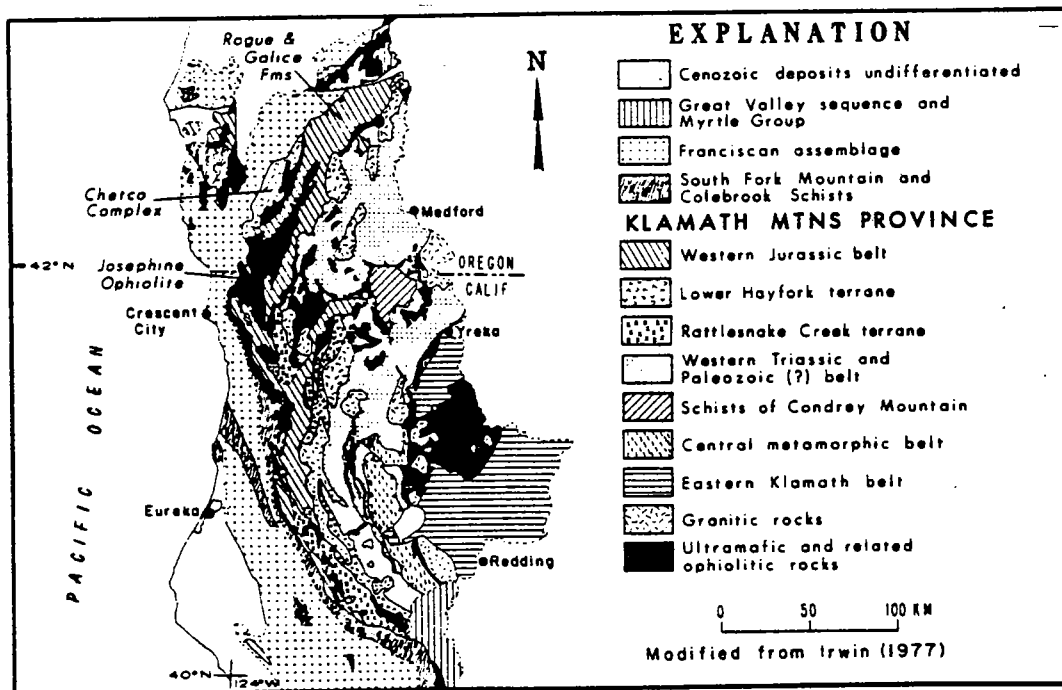 Rogue &
Galice
Fms
N
Chetco
Complex
Medford
42° N
Josephine
Ophiolite
OREGON
CALIF
Crescent
City
Yreka
PACIFIC OCEAN
Eureka
Redding
40° N
124° W
EXPLANATION
Cenozoic deposits undifferentiated
Great Valley sequence and
Myrtle Group
Franciscan assemblage
South Fork Mountain and
Colebrook Schists
KLAMATH MTNS PROVINCE
Western Jurassic belt
Lower Hayfork terrane
Rattlesnake Creek terrane
Western Triassic and
Paleozoic (?) belt
Schists of Condrey Mountain
Central metamorphic belt
Eastern Klamath belt
Granitic rocks
Ultramafic and related
ophiolitic rocks
0 50 100 KM
Modified from Irwin (1977)